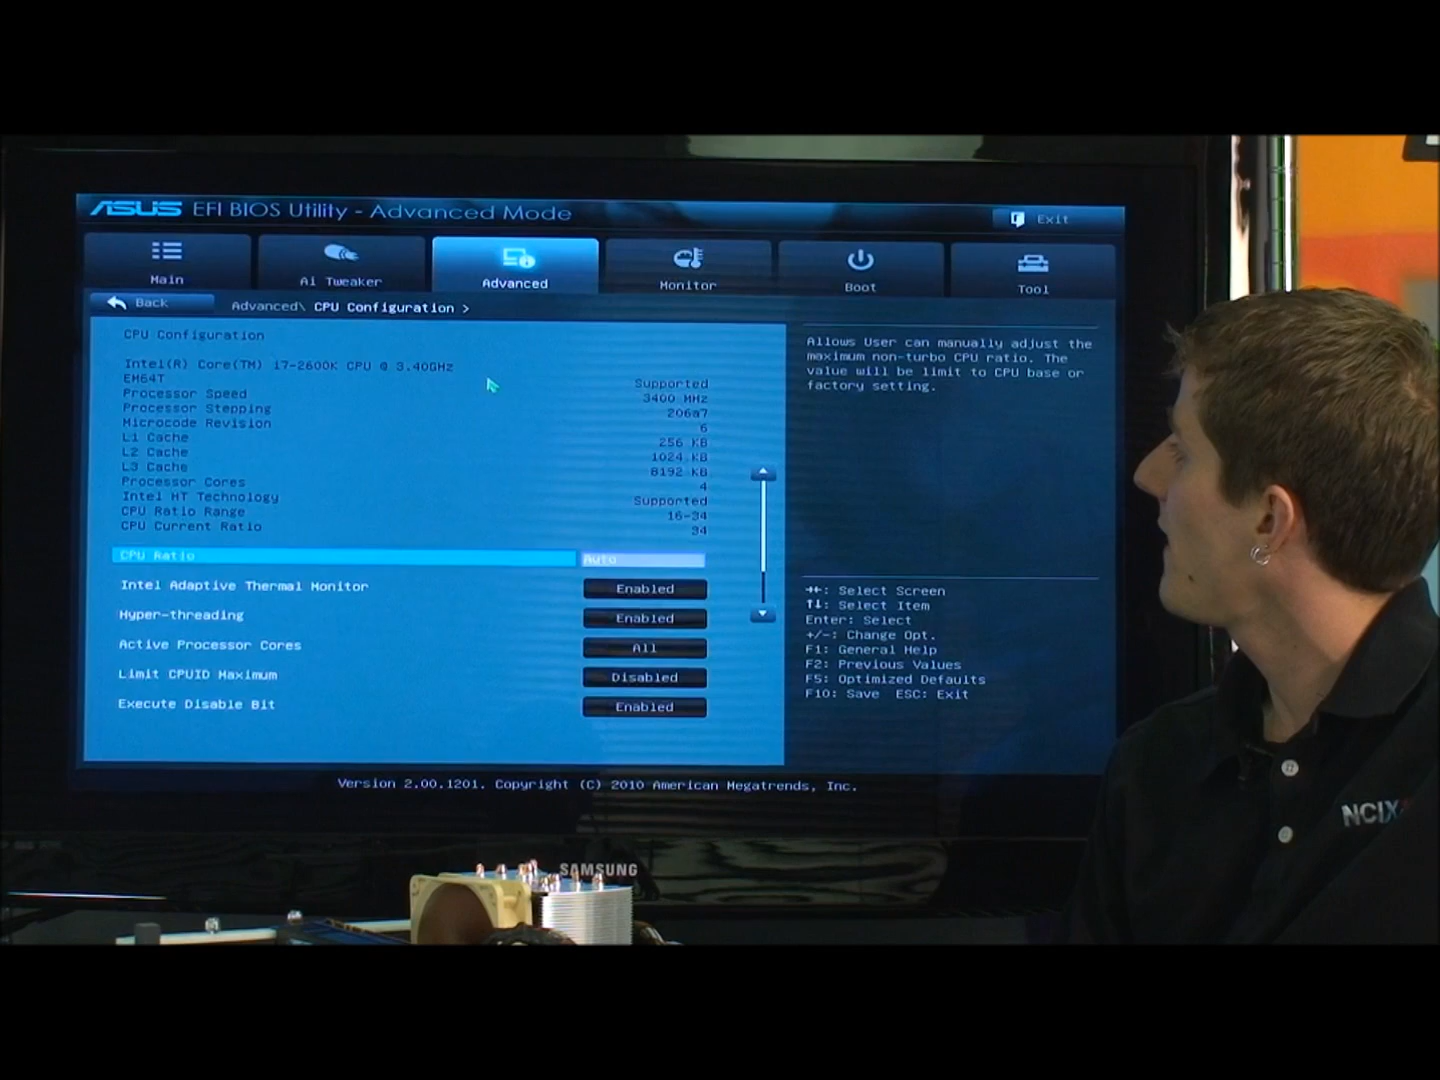 ASUS EFI BIOS Utility - Advanced Mode
Exit
Main
Ai Tweaker
Advanced
Monitor
Boot
Tool
Back
Advanced\ CPU Configuration >
CPU Configuration
Intel(R) Core(TM) i7-2600K CPU @ 3.40GHz
EM64T Supported
Processor Speed 3400 MHz
Processor Stepping 206a7
Microcode Revision 6
L1 Cache 256 KB
L2 Cache 1024 KB
L3 Cache 8192 KB
Processor Cores 4
Intel HT Technology Supported
CPU Ratio Range 16-34
CPU Current Ratio 34
CPU Ratio Auto
Intel Adaptive Thermal Monitor Enabled
Hyper-threading Enabled
Active Processor Cores All
Limit CPUID Maximum Disabled
Execute Disable Bit Enabled
Allows User can manually adjust the
maximum non-turbo CPU ratio. The
value will be limit to CPU base or
factory setting.
→←: Select Screen
↑↓: Select Item
Enter: Select
+/-: Change Opt.
F1: General Help
F2: Previous Values
F5: Optimized Defaults
F10: Save ESC: Exit
Version 2.00.1201. Copyright (C) 2010 American Megatrends, Inc.
SAMSUNG
NCIX